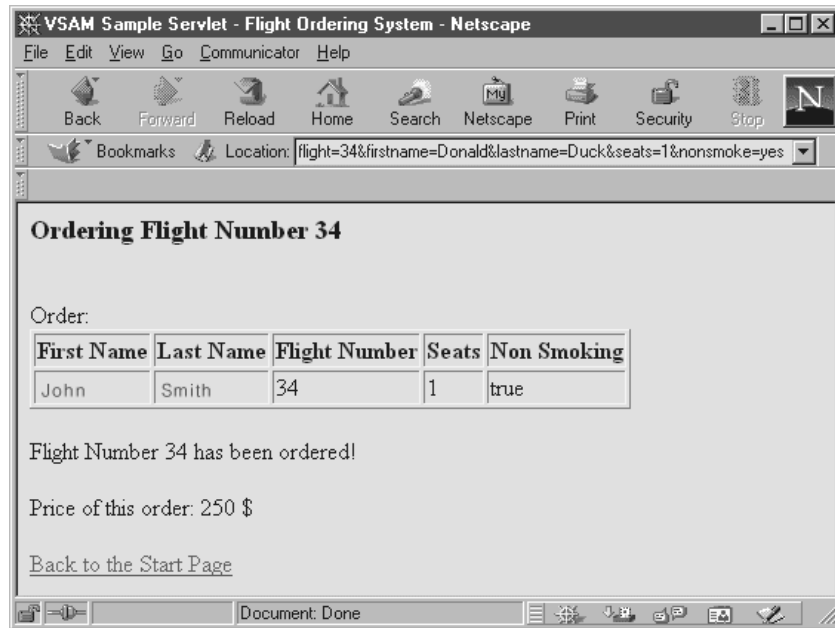 VSAM Sample Servlet - Flight Ordering System - Netscape
File Edit View Go Communicator Help
Back Forward Reload Home Search Netscape Print Security Stop
My
N
Bookmarks Location: flight=34&firstname=Donald&lastname=Duck&seats=1&nonsmoke=yes
Ordering Flight Number 34
Order:
First Name Last Name Flight Number Seats Non Smoking
John Smith 34 1 true
Flight Number 34 has been ordered!
Price of this order: 250 $
Back to the Start Page
Document: Done